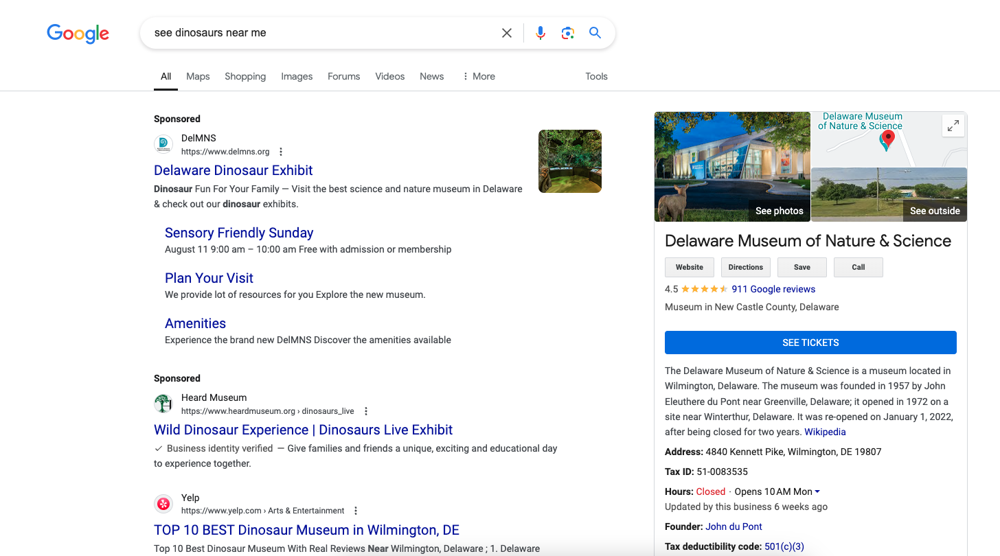 Google
see dinosaurs near me
All
Maps
Shopping
Images
Forums
Videos
News
More
Tools
Sponsored
DelMNS
https://www.delmns.org
Delaware Dinosaur Exhibit
Dinosaur Fun For Your Family — Visit the best science and nature museum in Delaware
& check out our dinosaur exhibits.
Sensory Friendly Sunday
August 11 9:00 am – 10:00 am Free with admission or membership
Plan Your Visit
We provide lot of resources for you Explore the new museum.
Amenities
Experience the brand new DelMNS Discover the amenities available
Sponsored
Heard Museum
https://www.heardmuseum.org › dinosaurs_live
Wild Dinosaur Experience | Dinosaurs Live Exhibit
Business identity verified — Give families and friends a unique, exciting and educational day
to experience together.
Yelp
https://www.yelp.com › Arts & Entertainment
TOP 10 BEST Dinosaur Museum in Wilmington, DE
Top 10 Best Dinosaur Museum With Real Reviews Near Wilmington, Delaware ; 1. Delaware
Delaware Museum
of Nature & Science
See photos
See outside
Delaware Museum of Nature & Science
Website
Directions
Save
Call
4.5
911 Google reviews
Museum in New Castle County, Delaware
SEE TICKETS
The Delaware Museum of Nature & Science is a museum located in
Wilmington, Delaware. The museum was founded in 1957 by John
Eleuthere du Pont near Greenville, Delaware; it opened in 1972 on a
site near Winterthur, Delaware. It was re-opened on January 1, 2022,
after being closed for two years. Wikipedia
Address: 4840 Kennett Pike, Wilmington, DE 19807
Tax ID: 51-0083535
Hours: Closed · Opens 10 AM Mon
Updated by this business 6 weeks ago
Founder: John du Pont
Tax deductibility code: 501(c)(3)